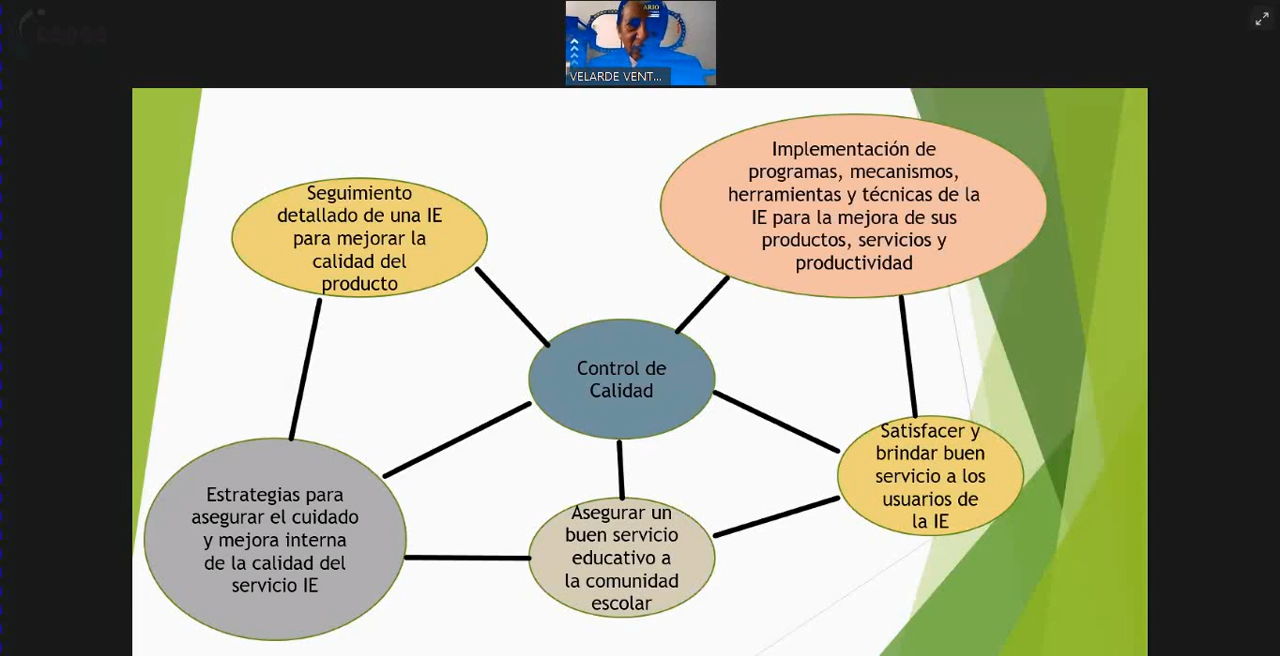 ARIO
VELARDE VENT...
Implementación de
programas, mecanismos,
herramientas y técnicas de la
IE para la mejora de sus
productos, servicios y
productividad
Seguimiento
detallado de una IE
para mejorar la
calidad del
producto
Control de
Calidad
Satisfacer y
brindar buen
servicio a los
usuarios de
la IE
Estrategias para
asegurar el cuidado
y mejora interna
de la calidad del
servicio IE
Asegurar un
buen servicio
educativo a
la comunidad
escolar